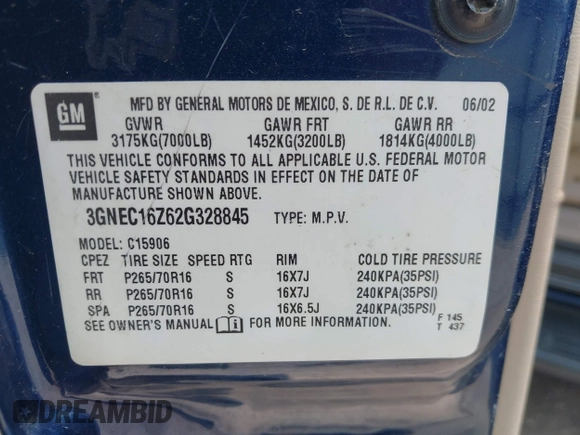 GM
®
MFD BY GENERAL MOTORS DE MEXICO, S. DE R.L. DE C.V. 06/02
GVWR GAWR FRT GAWR RR
3175KG(7000LB) 1452KG(3200LB) 1814KG(4000LB)
THIS VEHICLE CONFORMS TO ALL APPLICABLE U.S. FEDERAL MOTOR
VEHICLE SAFETY STANDARDS IN EFFECT ON THE DATE OF
MANUFACTURE SHOWN ABOVE.
3GNEC16Z62G328845 TYPE: M.P.V.
MODEL: C15906
CPEZ TIRE SIZE SPEED RTG RIM COLD TIRE PRESSURE
FRT P265/70R16 S 16X7J 240KPA(35PSI)
RR P265/70R16 S 16X7J 240KPA(35PSI)
SPA P265/70R16 S 16X6.5J 240KPA(35PSI)
SEE OWNER'S MANUAL FOR MORE INFORMATION. F 145
T 437
DREAMBID